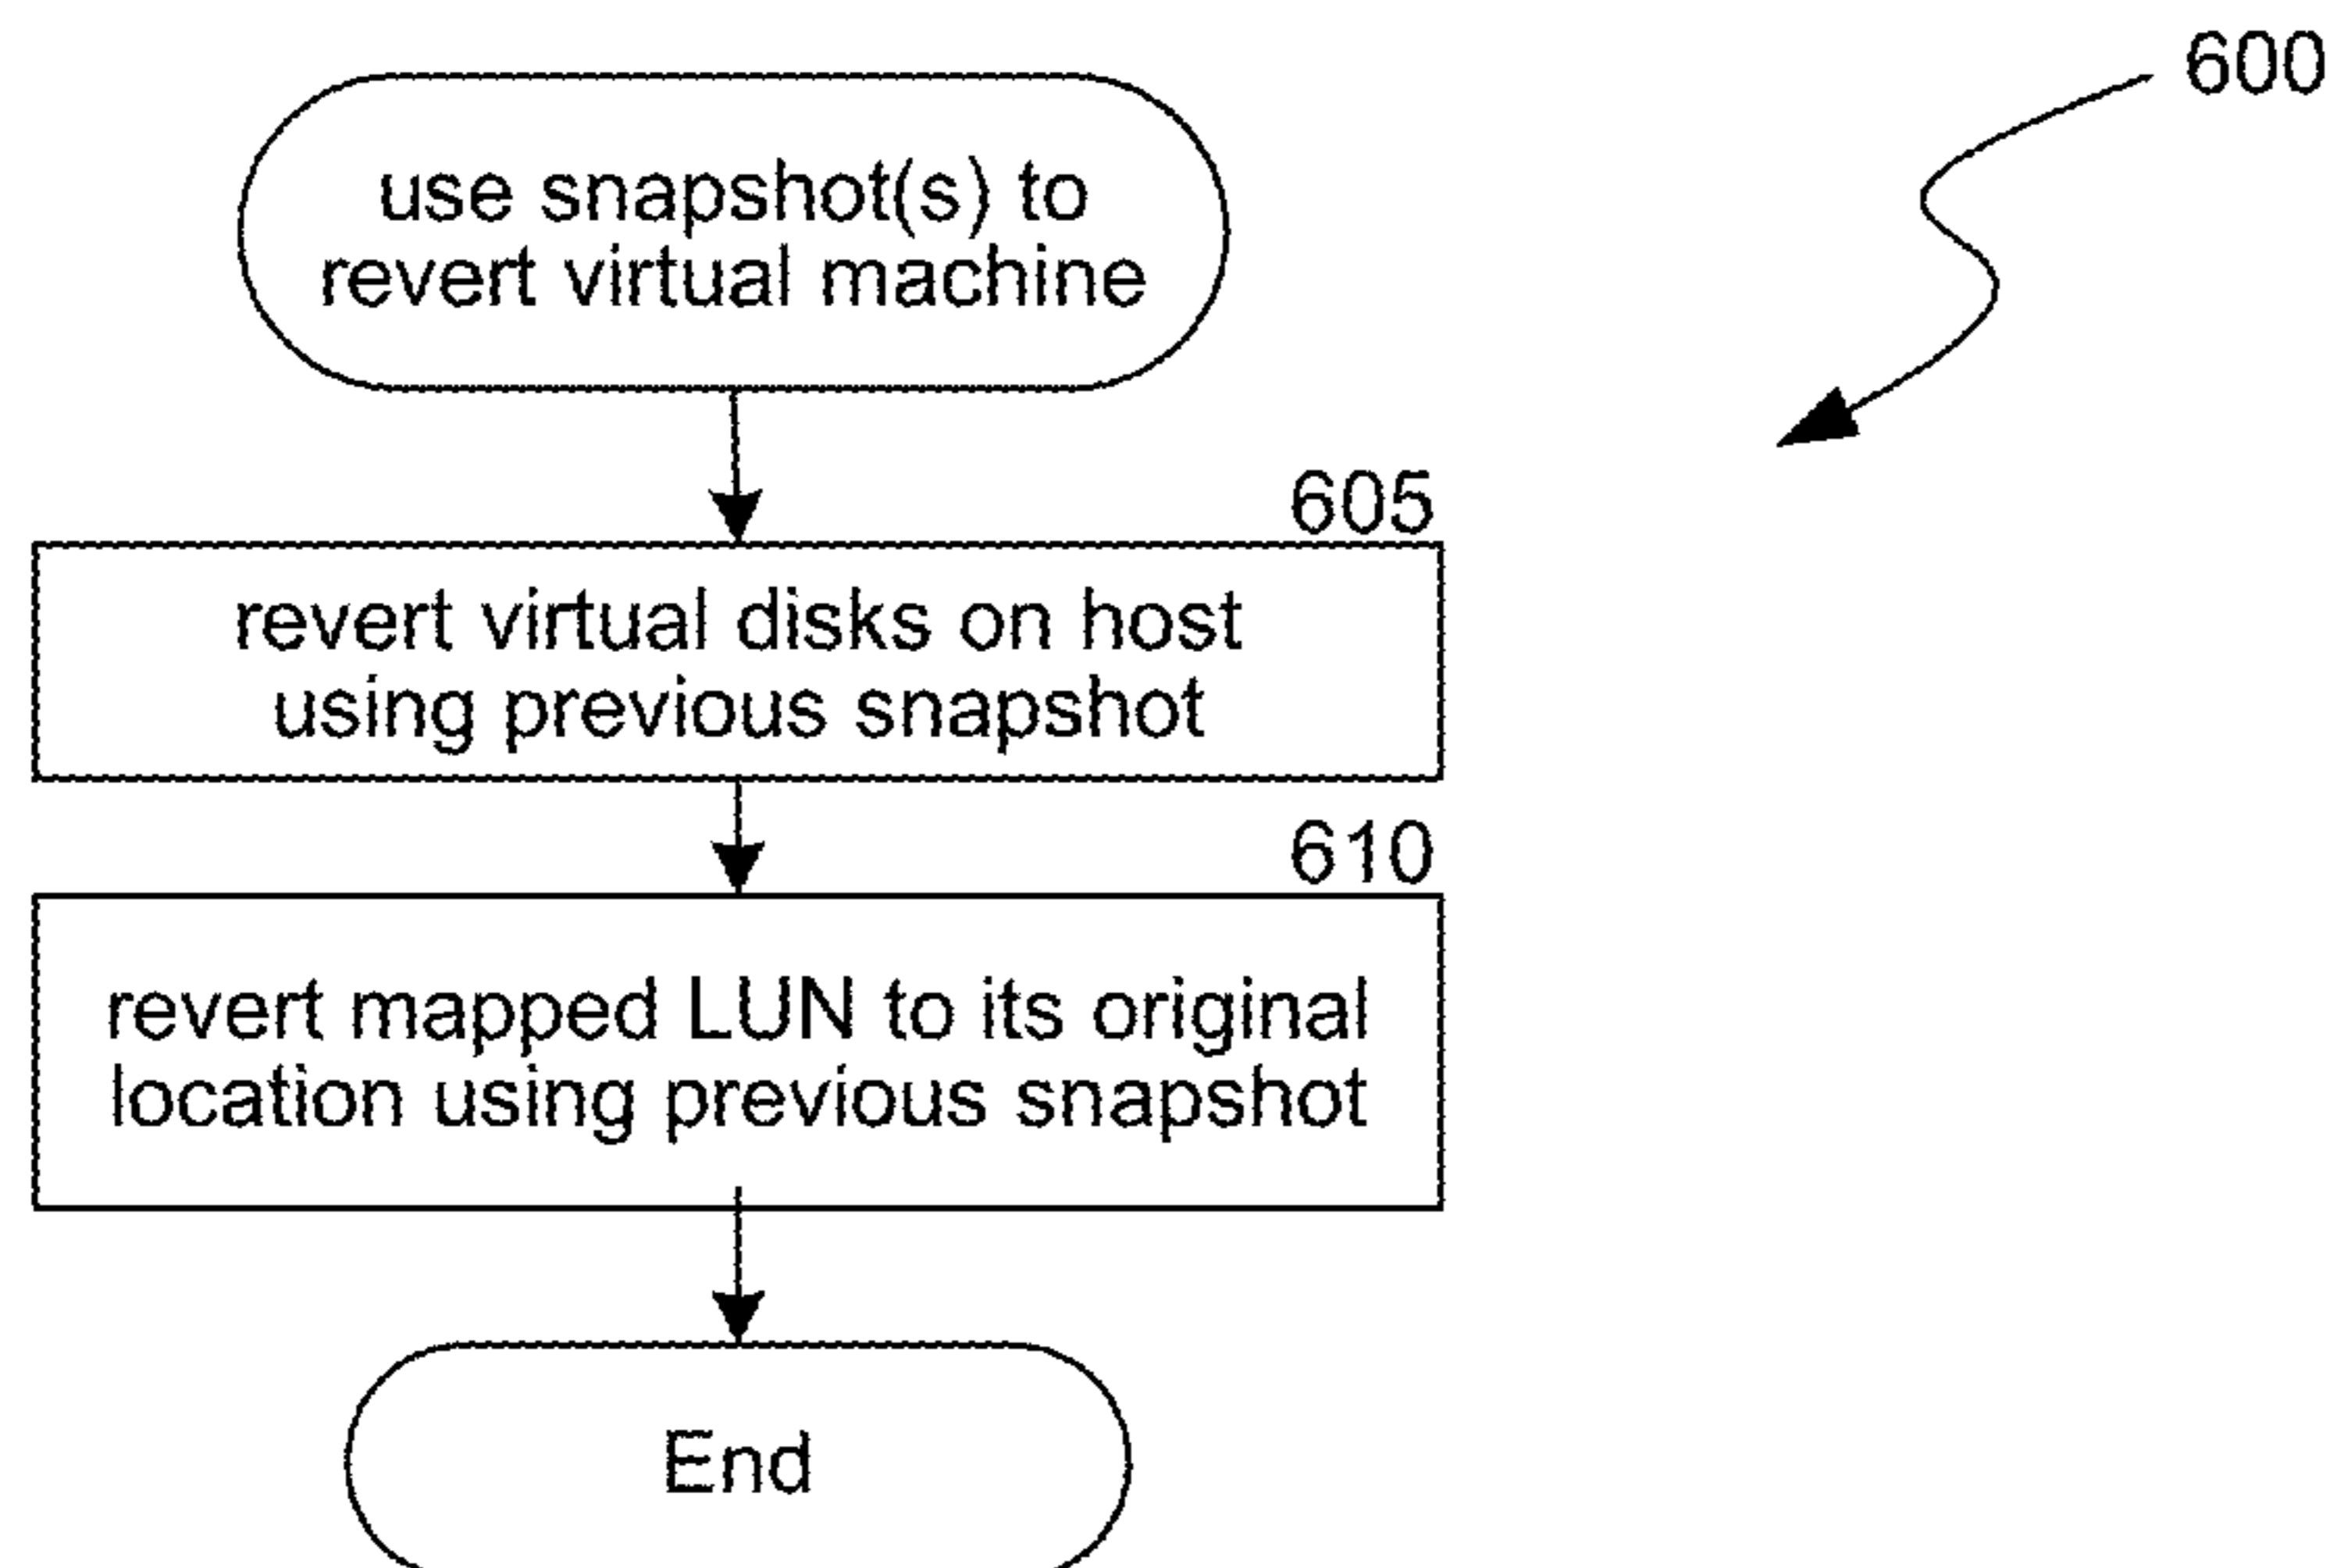 600
use snapshot(s) to
revert virtual machine
605
revert virtual disks on host
using previous snapshot
610
revert mapped LUN to its original
location using previous snapshot
End